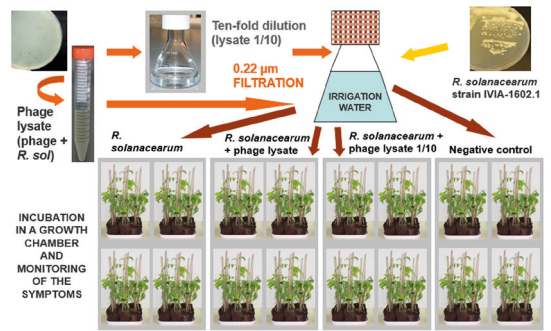 Ten-fold dilution
(lysate 1/10)
0.22 µm
FILTRATION
Phage
lysate
(phage +
R. sol)
IRRIGATION
WATER
R. solanacearum
strain IVIA-1602.1
R.
solanacearum
R. solanacearum
+ phage lysate
R. solanacearum +
phage lysate 1/10
Negative control
INCUBATION
IN A GROWTH
CHAMBER
AND
MONITORING
OF THE
SYMPTOMS